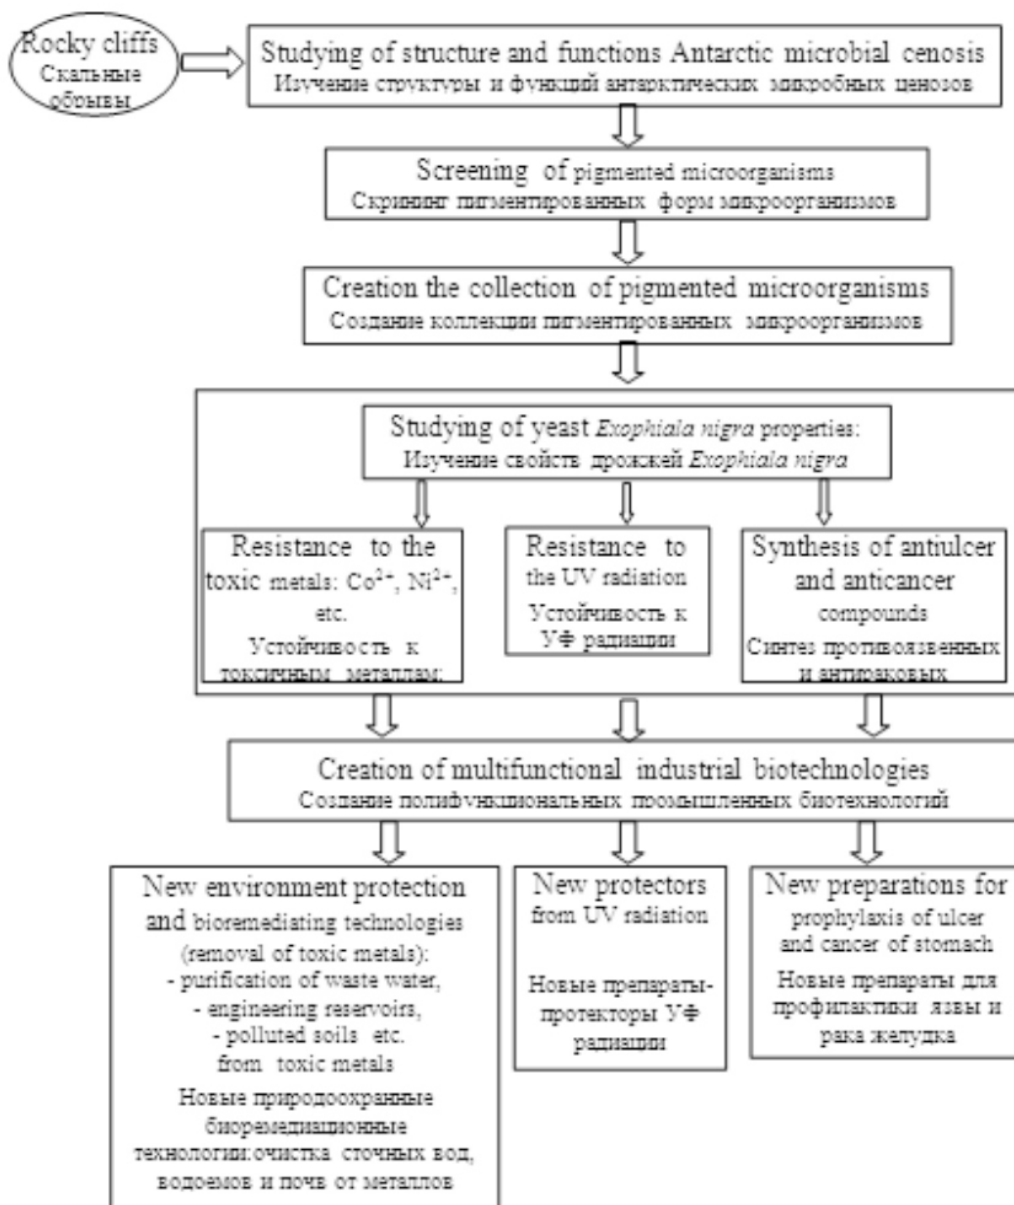 Rocky cliffs
Скальные
обрывы
Studying of structure and functions Antarctic microbial cenosis
Изучение структуры и функций антарктических микробных ценозов
Screening of pigmented microorganisms
Скрининг пигментированных форм микроорганизмов
Creation the collection of pigmented microorganisms
Создание коллекции пигментированных микроорганизмов
Studying of yeast Exophiala nigra properties:
Изучение свойств дрожжей Exophiala nigra
Resistance to the
toxic metals: Co²⁺, Ni²⁺,
etc.
Устойчивость к
токсичным металлам:
Resistance to
the UV radiation
Устойчивость к
УФ радиации
Synthesis of antiulcer
and anticancer
compounds
Синтез противоязвенных
и антираковых
Creation of multifunctional industrial biotechnologies
Создание полифункциональных промышленных биотехнологий
New environment protection
and bioremediating technologies
(removal of toxic metals):
- purification of waste water,
- engineering reservoirs,
- polluted soils etc.
from toxic metals
Новые природоохранные
биоремедиационные
технологии:очистка сточных вод,
водоемов и почв от металлов
New protectors
from UV radiation
Новые препараты-
протекторы УФ
радиации
New preparations for
prophylaxis of ulcer
and cancer of stomach
Новые препараты для
профилактики язвы и
рака желудка